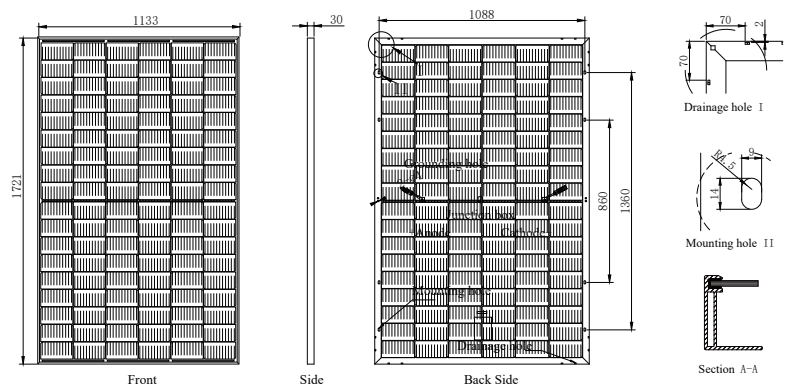 1133
30
1088
70
2
70
Drainage hole I
1721
Grounding hole
A
Junction box
Anode
Cathode
860
1360
R4.5
9
14
Mounting hole II
Mounting hole
Drainage hole
Front
Side
Back Side
Section A-A